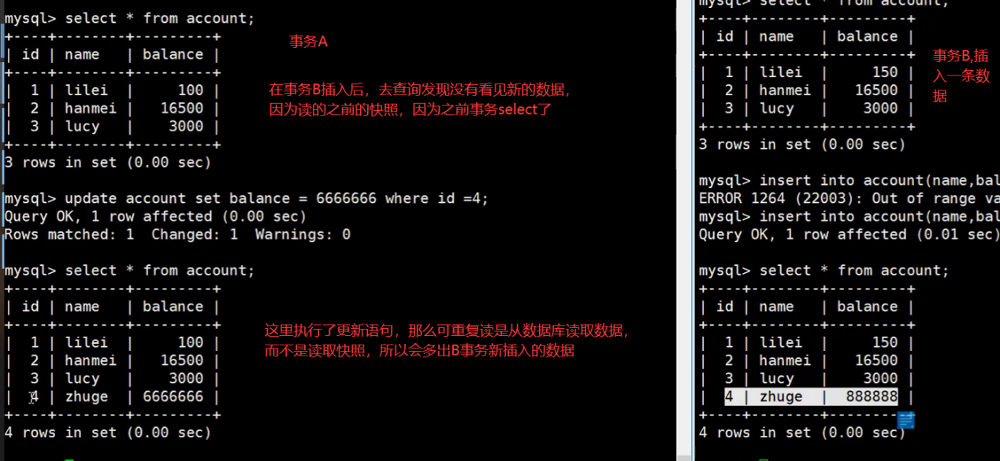 mysql> select * from account;
+----+--------+---------+
| id | name   | balance |
+----+--------+---------+
| 1 | lilei  | 100 |
| 2 | hanmei | 16500 |
| 3 | lucy   | 3000 |
+----+--------+---------+
3 rows in set (0.00 sec)
事务A
在事务B插入后，去查询发现没有看见新的数据，
因为读的之前的快照，因为之前事务select了
mysql> update account set balance = 6666666 where id =4;
Query OK, 1 row affected (0.00 sec)
Rows matched: 1  Changed: 1  Warnings: 0
mysql> select * from account;
+----+--------+---------+
| id | name   | balance |
+----+--------+---------+
| 1 | lilei  | 100 |
| 2 | hanmei | 16500 |
| 3 | lucy   | 3000 |
| 4 | zhuge  | 6666666 |
+----+--------+---------+
4 rows in set (0.00 sec)
这里执行了更新语句，那么可重复读是从数据库读取数据，
而不是读取快照，所以会多出B事务新插入的数据
mysql> select * from account;
+----+--------+---------+
| id | name   | balance |
+----+--------+---------+
| 1 | lilei  | 150 |
| 2 | hanmei | 16500 |
| 3 | lucy   | 3000 |
+----+--------+---------+
3 rows in set (0.00 sec)
事务B,插
入一条数
据
mysql> insert into account(name,bal
ERROR 1264 (22003): Out of range va
mysql> insert into account(name,bal
Query OK, 1 row affected (0.01 sec)
mysql> select * from account;
+----+--------+---------+
| id | name   | balance |
+----+--------+---------+
| 1 | lilei  | 150 |
| 2 | hanmei | 16500 |
| 3 | lucy   | 3000 |
| 4 | zhuge  | 888888 |
+----+--------+---------+
4 rows in set (0.00 sec)